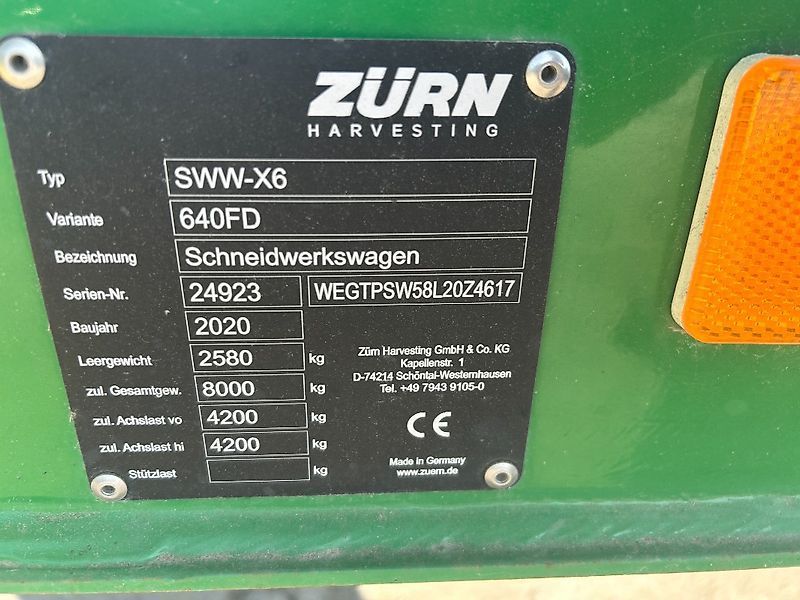 ZÜRN
HARVESTING
Typ SWW-X6
Variante 640FD
Bezeichnung Schneidwerkswagen
Serien-Nr. 24923 WEGTPSW58L20Z4617
Baujahr 2020
Leergewicht 2580 kg
zul. Gesamtgew. 8000 kg
zul. Achslast vo 4200 kg
zul. Achslast hi 4200 kg
Stützlast kg
Zürn Harvesting GmbH & Co. KG
Kapellenstr. 1
D-74214 Schöntal-Westernhausen
Tel. +49 7943 9105-0
CE
Made in Germany
www.zuern.de